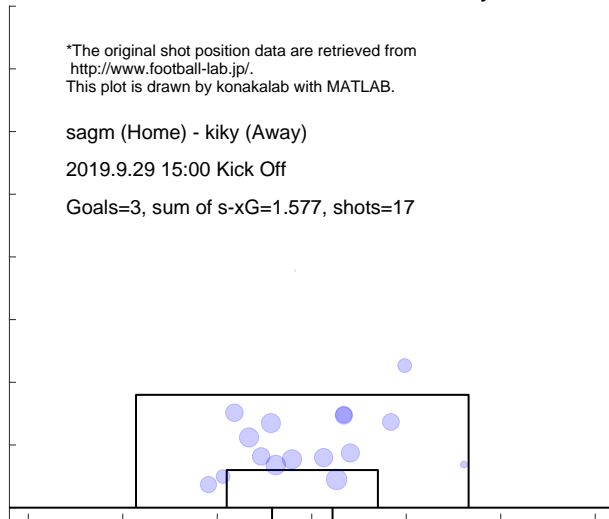 *The original shot position data are retrieved from
http://www.football-lab.jp/.
This plot is drawn by konakalab with MATLAB.
sagm (Home) - kiky (Away)
2019.9.29 15:00 Kick Off
Goals=3, sum of s-xG=1.577, shots=17